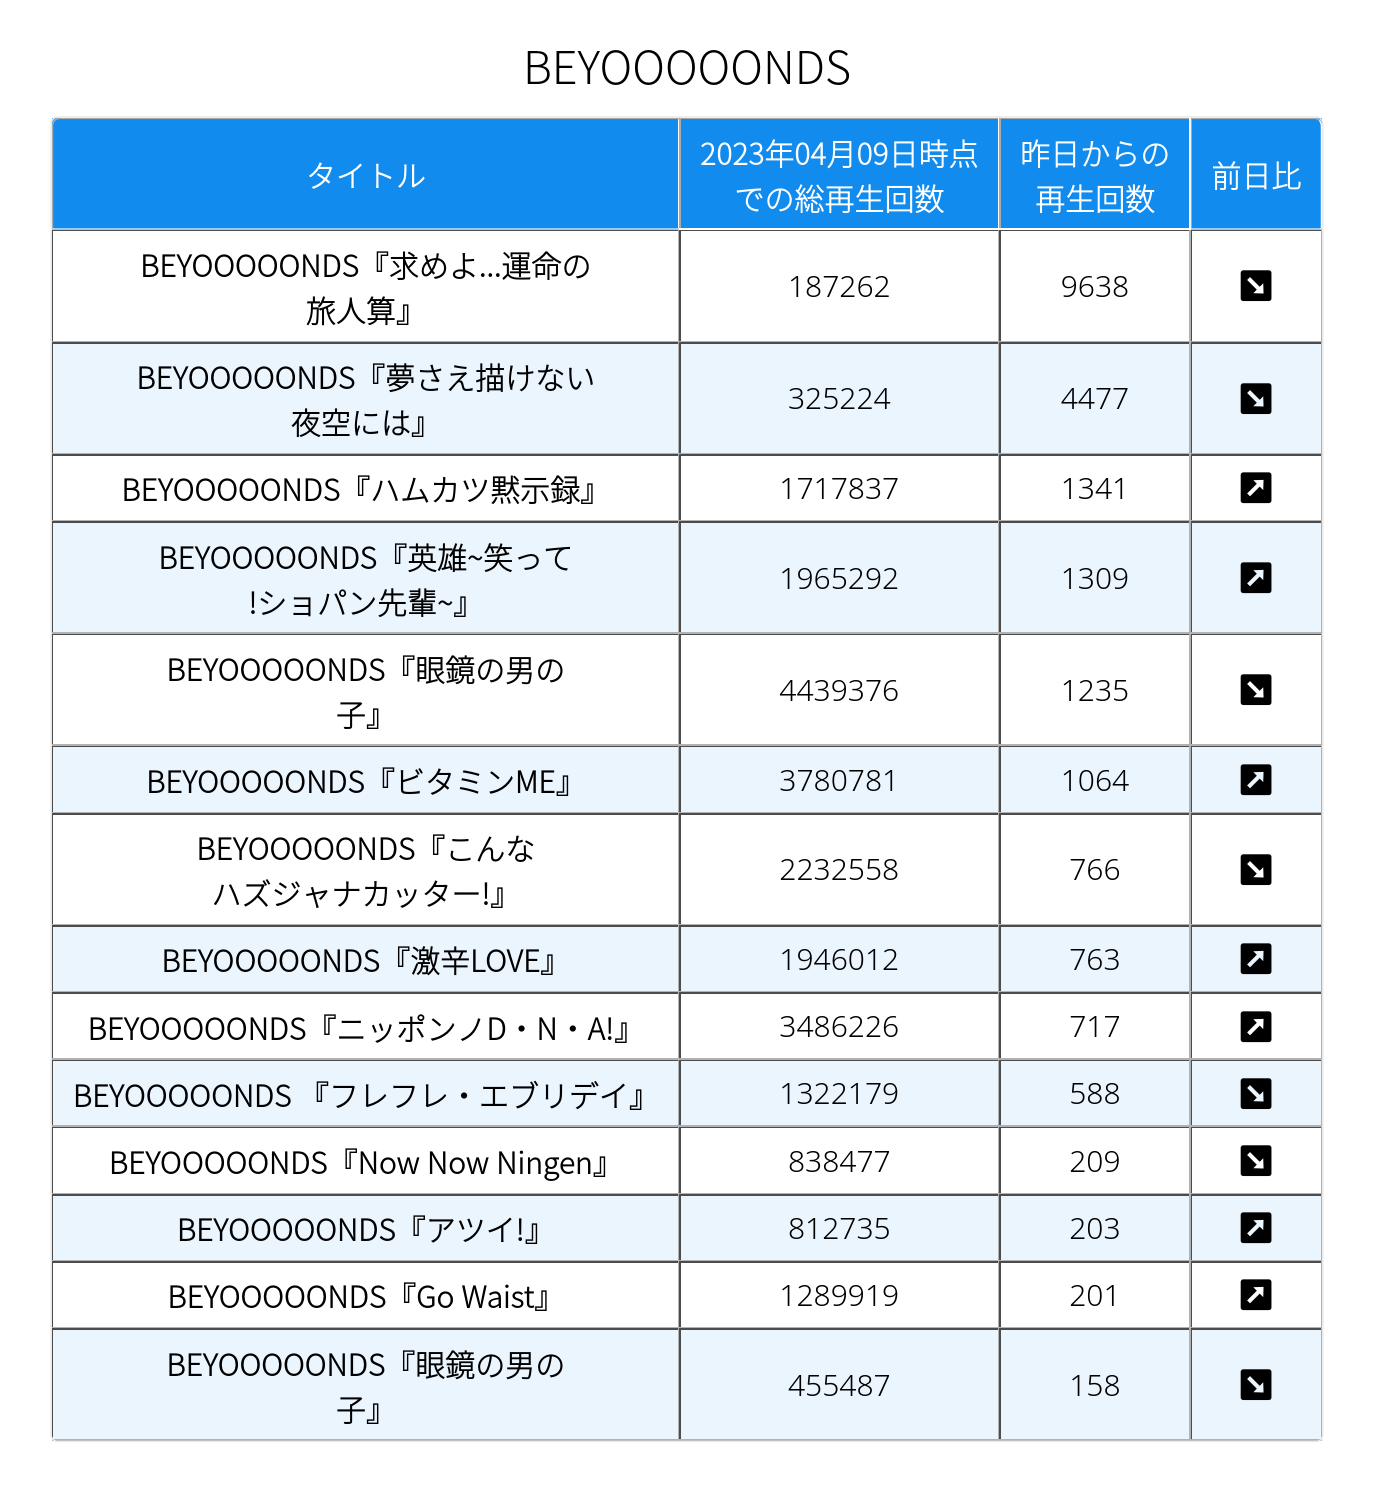 BEYOOOOONDS
タイトル
2023年04月09日時点
での総再生回数
昨日からの
再生回数
前日比
BEYOOOOONDS『求めよ...運命の
旅人算』
187262
9638
BEYOOOOONDS『夢さえ描けない
夜空には』
325224
4477
BEYOOOOONDS『ハムカツ黙示録』
1717837
1341
BEYOOOOONDS『英雄~笑って
!ショパン先輩~』
1965292
1309
BEYOOOOONDS『眼鏡の男の
子』
4439376
1235
BEYOOOOONDS『ビタミンME』
3780781
1064
BEYOOOOONDS『こんな
ハズジャナカッター!』
2232558
766
BEYOOOOONDS『激辛LOVE』
1946012
763
BEYOOOOONDS『ニッポンノD・N・A!』
3486226
717
BEYOOOOONDS 『フレフレ・エブリデイ』
1322179
588
BEYOOOOONDS『Now Now Ningen』
838477
209
BEYOOOOONDS『アツイ!』
812735
203
BEYOOOOONDS『Go Waist』
1289919
201
BEYOOOOONDS『眼鏡の男の
子』
455487
158